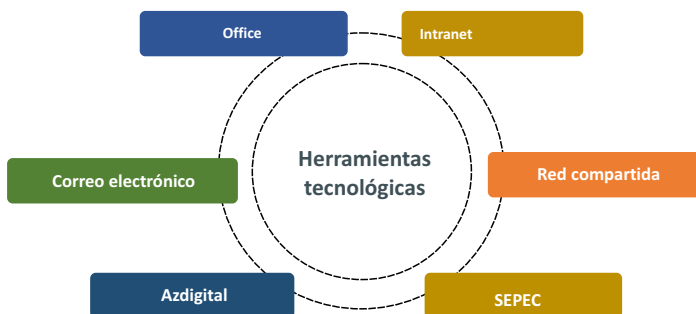 Office
Intranet
Herramientas
tecnológicas
Correo electrónico
Red compartida
Azdigital
SEPEC